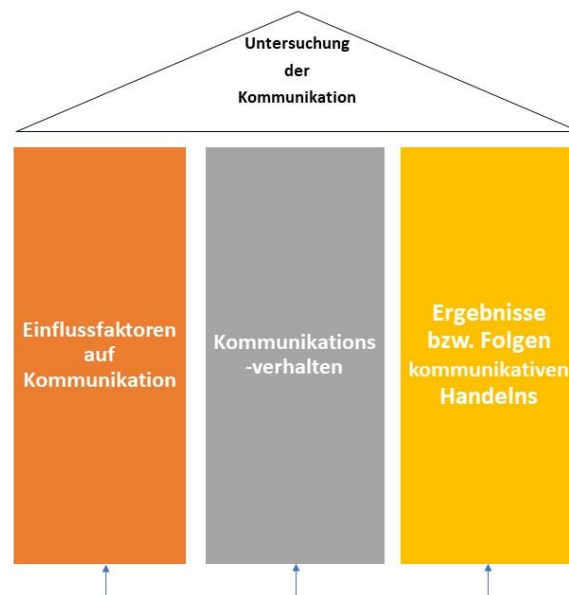 Untersuchung
der
Kommunikation
Einflussfaktoren
auf
Kommunikation
Kommunikations
-verhalten
Ergebnisse
bzw. Folgen
kommunikativen
Handelns